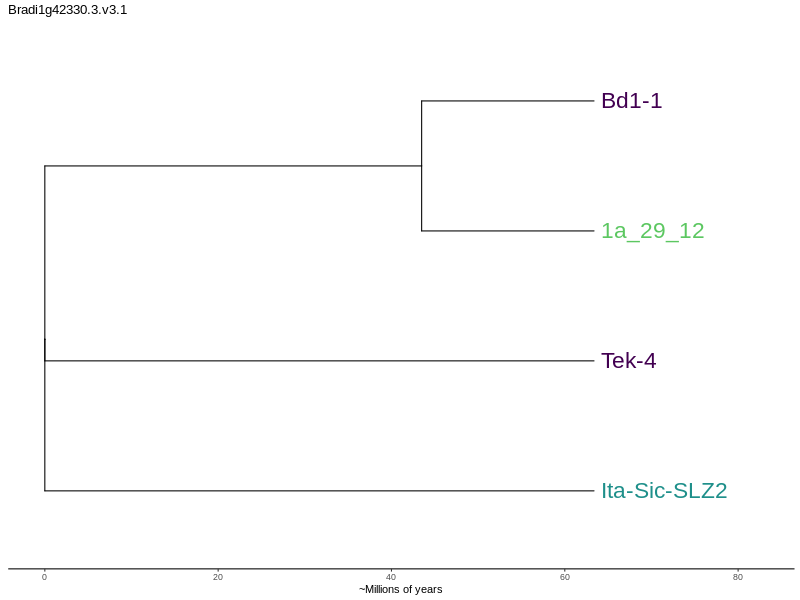 Bradi1g42330.3.v3.1
Bd1-1
1a_29_12
Tek-4
Ita-Sic-SLZ2
0 20 40 60 80
~Millions of years